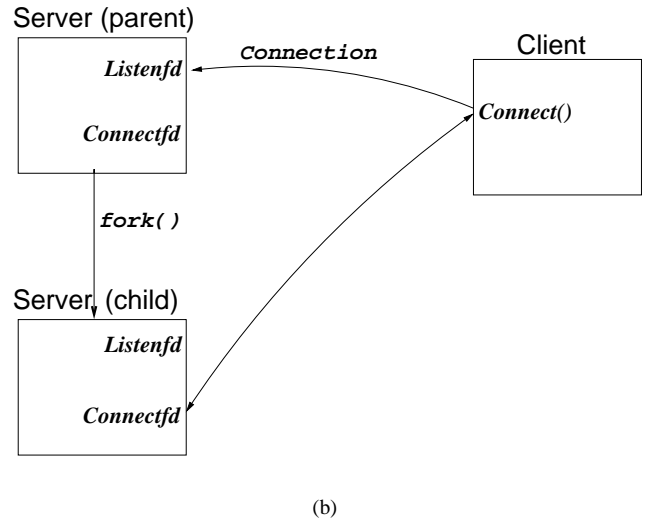 Server (parent)
Listenfd
Connectfd
Connection
Client
Connect()
fork()
Server (child)
Listenfd
Connectfd
(b)